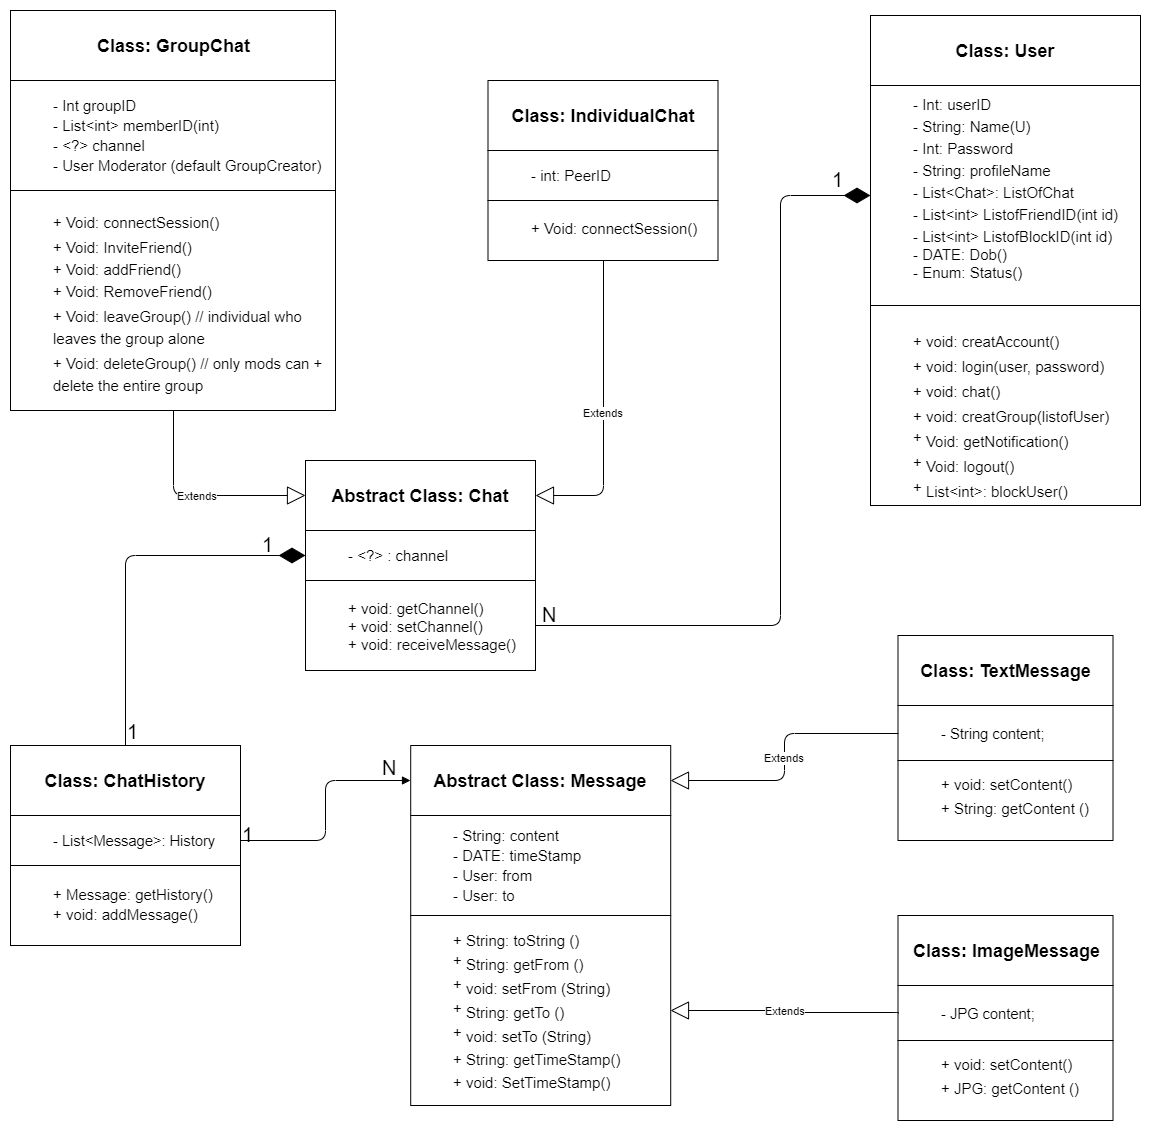 Class: GroupChat
- Int groupID
- List<int> memberID(int)
- <?> channel
- User Moderator (default GroupCreator)
+ Void: connectSession()
+ Void: InviteFriend()
+ Void: addFriend()
+ Void: RemoveFriend()
+ Void: leaveGroup() // individual who
leaves the group alone
+ Void: deleteGroup() // only mods can +
delete the entire group
Class: IndividualChat
- int: PeerID
+ Void: connectSession()
Class: User
- Int: userID
- String: Name(U)
- Int: Password
- String: profileName
- List<Chat>: ListOfChat
- List<int> ListofFriendID(int id)
- List<int> ListofBlockID(int id)
- DATE: Dob()
- Enum: Status()
+ void: creatAccount()
+ void: login(user, password)
+ void: chat()
+ void: creatGroup(listofUser)
+ Void: getNotification()
+ Void: logout()
+ List<int>: blockUser()
1
Extends
Extends
Abstract Class: Chat
- <?> : channel
+ void: getChannel()
+ void: setChannel()
+ void: receiveMessage()
1
N
1
Class: ChatHistory
- List<Message>: History
+ Message: getHistory()
+ void: addMessage()
1
N
Abstract Class: Message
- String: content
- DATE: timeStamp
- User: from
- User: to
+ String: toString ()
+ String: getFrom ()
+ void: setFrom (String)
+ String: getTo ()
+ void: setTo (String)
+ String: getTimeStamp()
+ void: SetTimeStamp()
Extends
Class: TextMessage
- String content;
+ void: setContent()
+ String: getContent ()
Extends
Class: ImageMessage
- JPG content;
+ void: setContent()
+ JPG: getContent ()